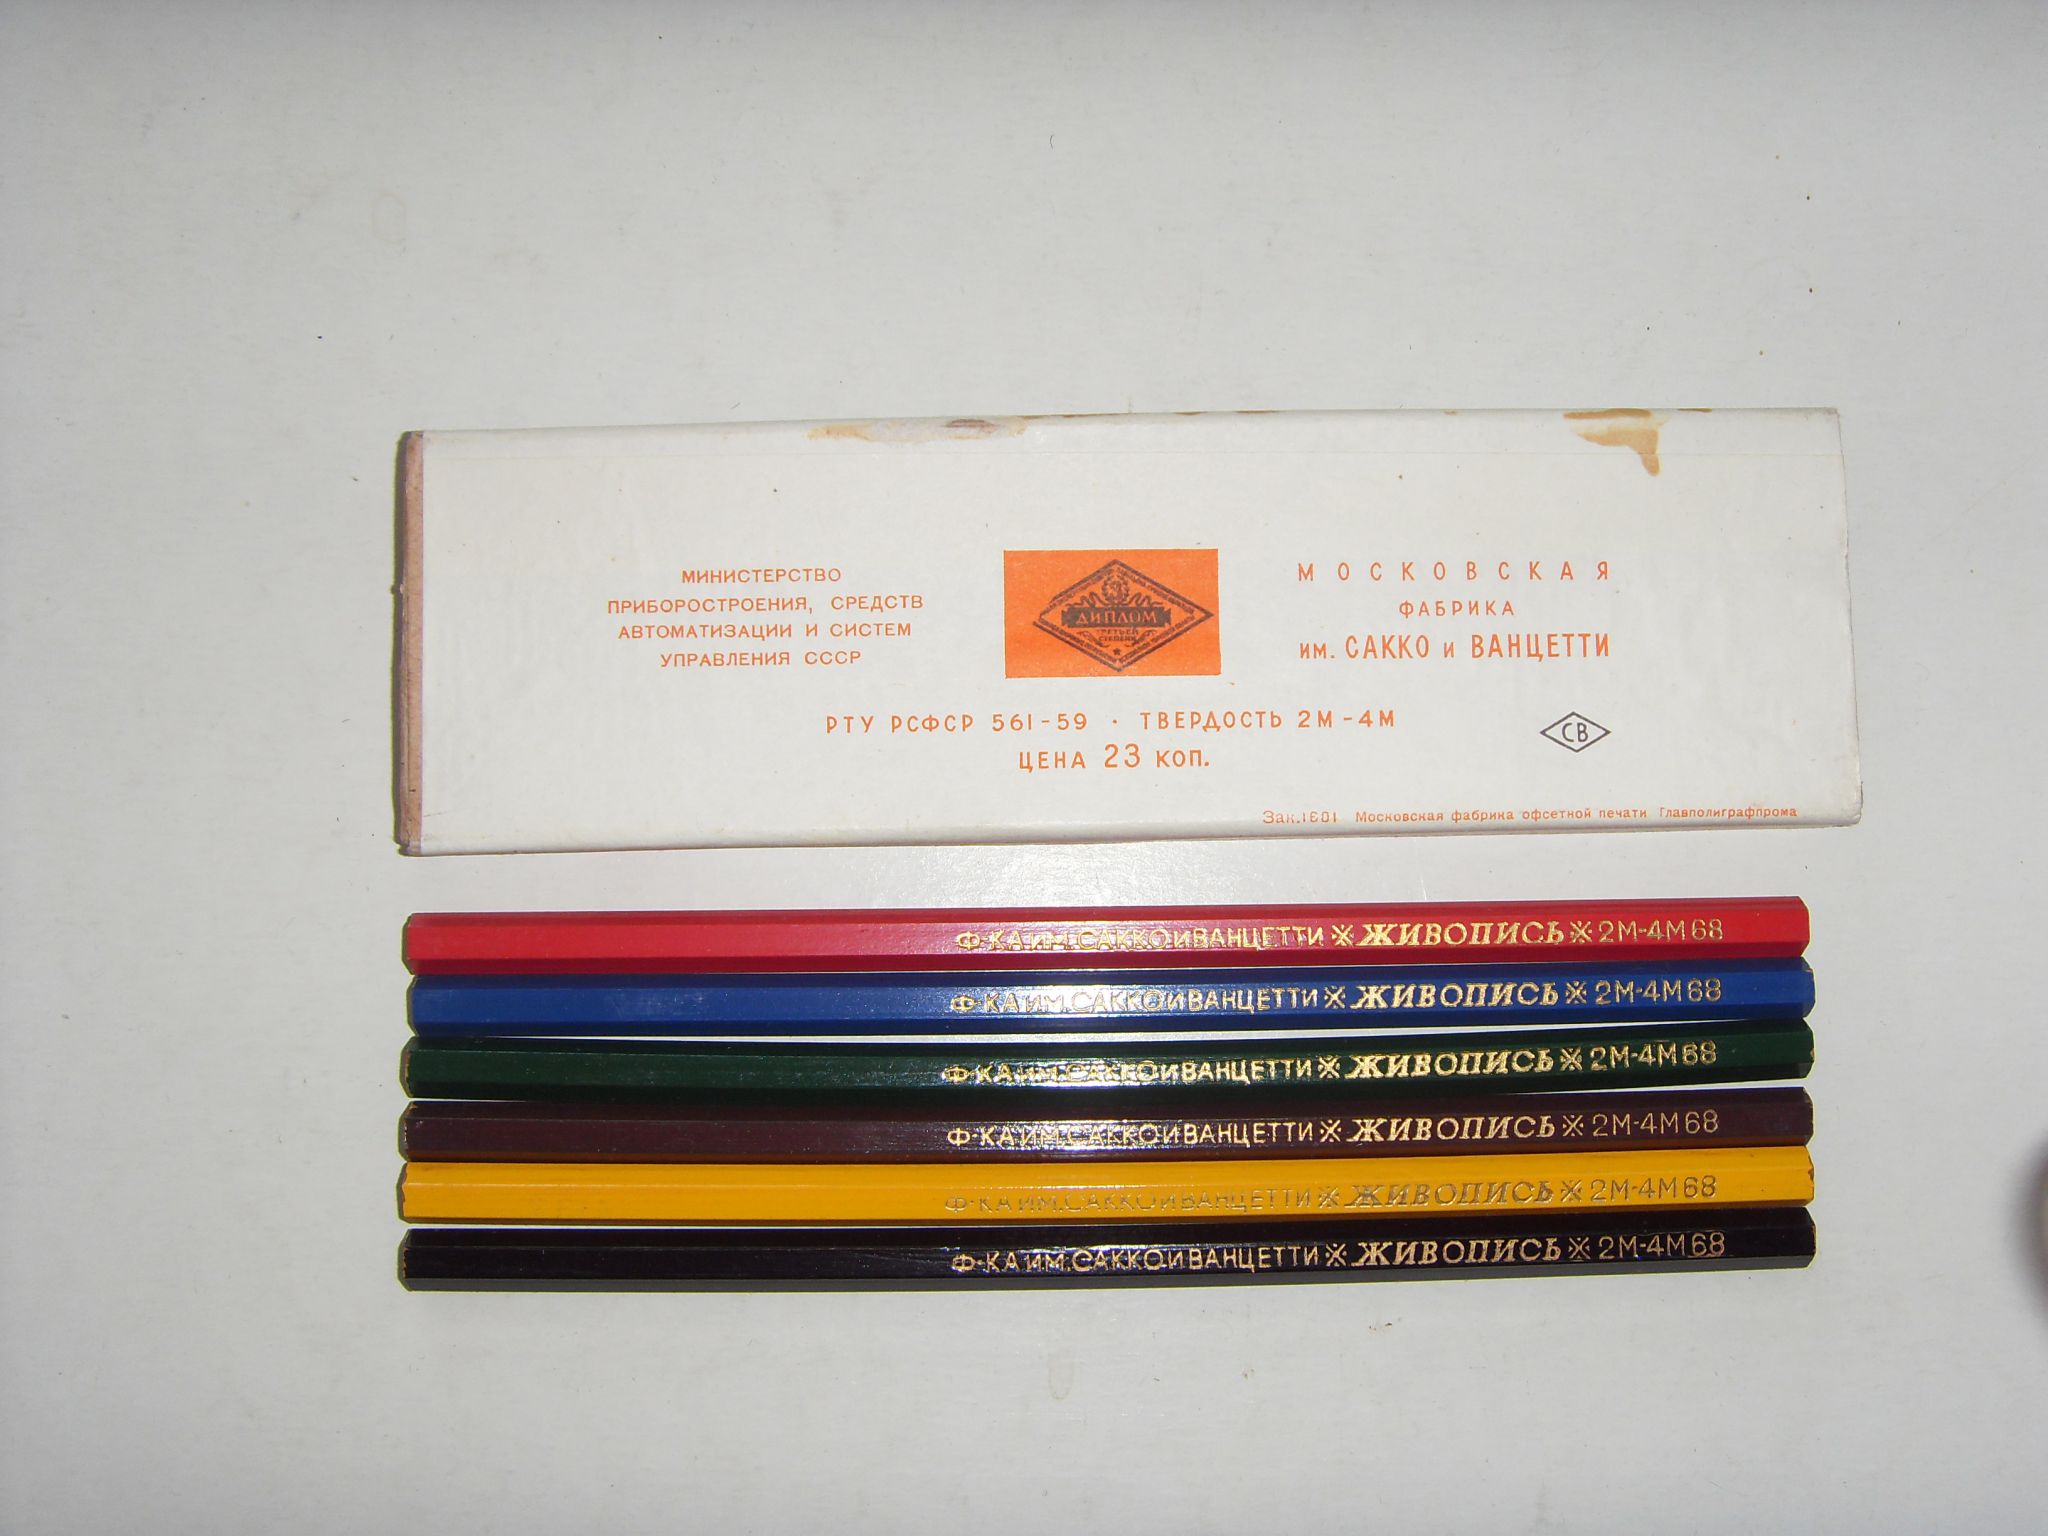 МИНИСТЕРСТВО
ПРИБОРОСТРОЕНИЯ, СРЕДСТВ
АВТОМАТИЗАЦИИ И СИСТЕМ
УПРАВЛЕНИЯ СССР
ДИПЛОМ
ТРЕТЬЕЙ
СТЕПЕНИ
МОСКОВСКАЯ
ФАБРИКА
им. САККО и ВАНЦЕТТИ
РТУ РСФСР 561-59 · ТВЕРДОСТЬ 2М-4М
ЦЕНА 23 КОП.
СВ
Зак. Московская фабрика офсетной печати Главполиграфпрома
Ф-КА ИМ. САККО и ВАНЦЕТТИ ※ ЖИВОПИСЬ ※ 2М-4М 68
Ф-КА ИМ. САККО и ВАНЦЕТТИ ※ ЖИВОПИСЬ ※ 2М-4М 68
Ф-КА ИМ. САККО и ВАНЦЕТТИ ※ ЖИВОПИСЬ ※ 2М-4М 68
Ф-КА ИМ. САККО и ВАНЦЕТТИ ※ ЖИВОПИСЬ ※ 2М-4М 68
Ф-КА ИМ. САККО и ВАНЦЕТТИ ※ ЖИВОПИСЬ ※ 2М-4М 68
Ф-КА ИМ. САККО и ВАНЦЕТТИ ※ ЖИВОПИСЬ ※ 2М-4М 68